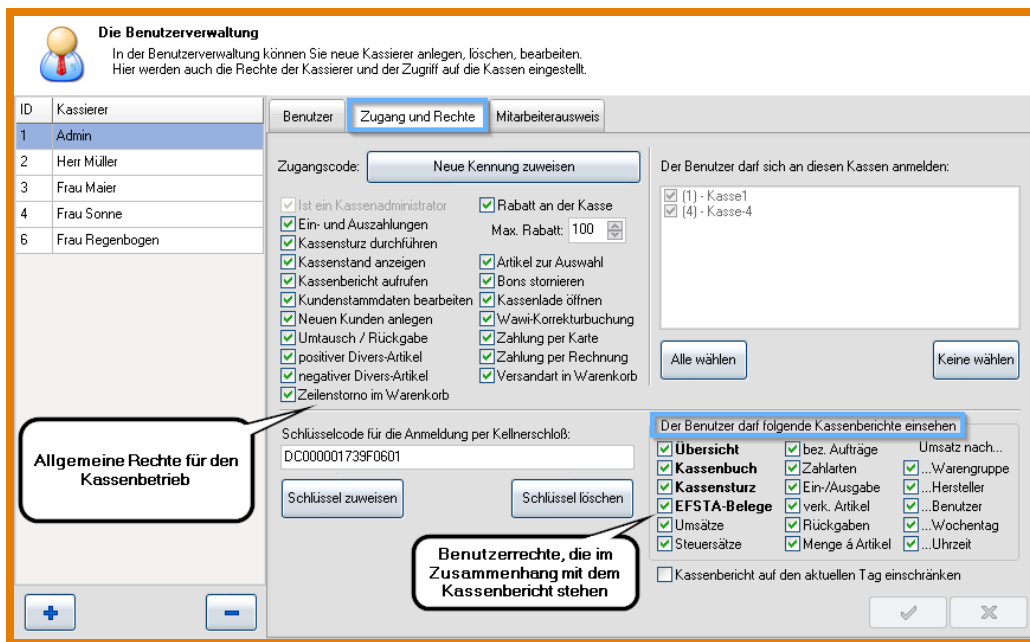 Die Benutzerverwaltung
In der Benutzerverwaltung können Sie neue Kassierer anlegen, löschen, bearbeiten.
Hier werden auch die Rechte der Kassierer und der Zugriff auf die Kassen eingestellt.
ID Kassierer
1 Admin
2 Herr Müller
3 Frau Maier
4 Frau Sonne
6 Frau Regenbogen
Benutzer Zugang und Rechte Mitarbeiterausweis
Zugangscode: Neue Kennung zuweisen
Ist ein Kassenadministrator
Ein- und Auszahlungen
Kassensturz durchführen
Kassenstand anzeigen
Kassenbericht aufrufen
Kundenstammdaten bearbeiten
Neuen Kunden anlegen
Umtausch / Rückgabe
positiver Divers-Artikel
negativer Divers-Artikel
Zeilenstorno im Warenkorb
Rabatt an der Kasse
Max. Rabatt: 100
Artikel zur Auswahl
Bons stornieren
Kassenlade öffnen
Wawi-Korrekturbuchung
Zahlung per Karte
Zahlung per Rechnung
Versandart in Warenkorb
Der Benutzer darf sich an diesen Kassen anmelden:
(1) - Kasse1
(4) - Kasse-4
Alle wählen Keine wählen
Allgemeine Rechte für den
Kassenbetrieb
Schlüsselcode für die Anmeldung per Kellnerschloß:
DC000001739F0601
Schlüssel zuweisen Schlüssel löschen
Benutzerrechte, die im
Zusammenhang mit dem
Kassenbericht stehen
Der Benutzer darf folgende Kassenberichte einsehen
Übersicht
Kassenbuch
Kassensturz
EFSTA-Belege
Umsätze
Steuersätze
bez. Aufträge
Zahlarten
Ein-/Ausgabe
verk. Artikel
Rückgaben
Menge á Artikel
Umsatz nach...
...Warengruppe
...Hersteller
...Benutzer
...Wochentag
...Uhrzeit
Kassenbericht auf den aktuellen Tag einschränken